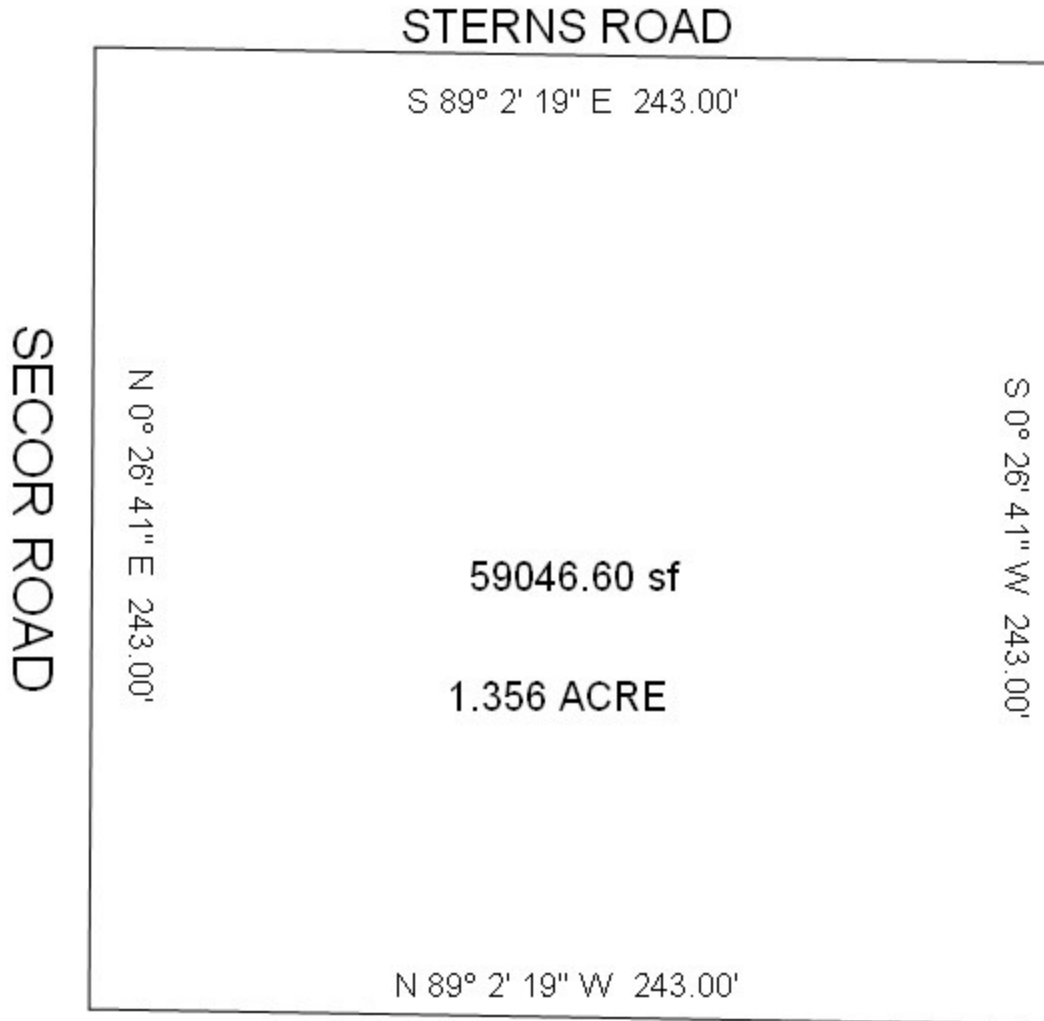 STERNS ROAD
S 89° 2' 19" E 243.00'
SECOR ROAD
N 0° 26' 41" E 243.00'
S 0° 26' 41" W 243.00'
59046.60 sf
1.356 ACRE
N 89° 2' 19" W 243.00'